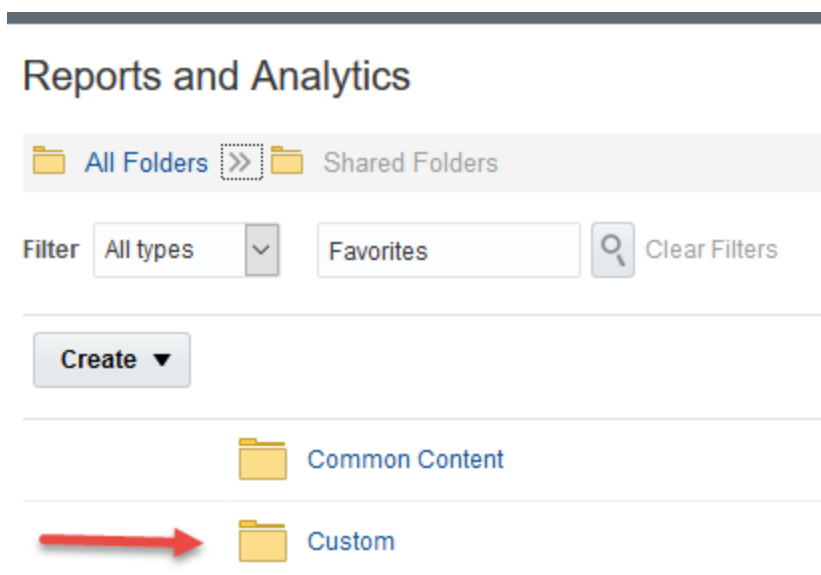 Reports and Analytics
All Folders Shared Folders
Filter All types Favorites Clear Filters
Create
Common Content
Custom